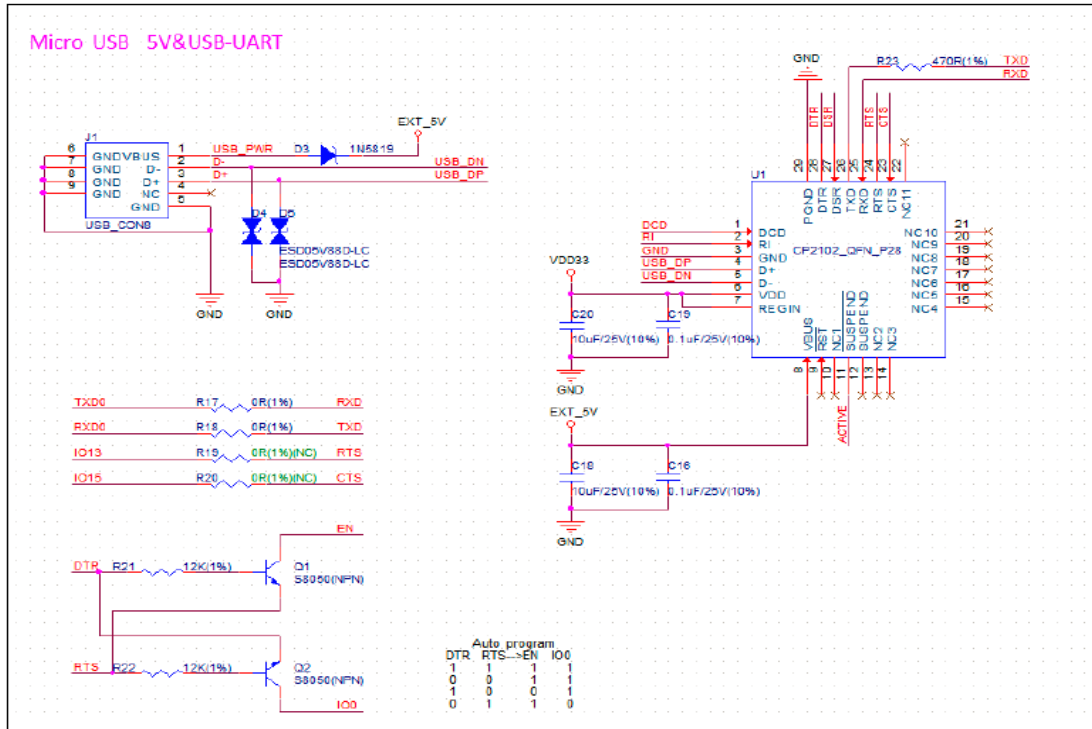 Micro USB 5V&USB-UART
J1
6 GND VBUS 1 USB_PWR D3 1N5819 EXT_5V
7 GND D- 2 D- USB_DN
8 GND D+ 3 D+ USB_DP
9 GND NC 4
GND 5
USB_CON8
D4 D5
ESD05V88D-LC
ESD05V88D-LC
GND GND
GND R23 470R(1%) TXD
RXD
DTR DSR RTS CTS
29 28 27 26 25 24 23 22
PGND DTR DSR TXD RXD RTS CTS NC11
U1
CP2102_QFN_P28
DCD 1 DCD
RI 2 RI
GND 3 GND
USB_DP 4 D+
USB_DN 5 D-
6 VDD
7 REGIN
NC10 21
NC9 20
NC8 19
NC7 18
NC6 17
NC5 16
NC4 15
VBUS RST NC1 SUSPEND SUSPEND NC2 NC3
8 9 10 11 12 13 14
ACTIVE
VDD33
C20 C19
10uF/25V(10%) 0.1uF/25V(10%)
GND
EXT_5V
C18 C16
10uF/25V(10%) 0.1uF/25V(10%)
GND
TXD0 R17 0R(1%) RXD
RXD0 R18 0R(1%) TXD
IO13 R19 0R(1%)(NC) RTS
IO15 R20 0R(1%)(NC) CTS
EN
DTR R21 12K(1%) Q1
S8050(NPN)
RTS R22 12K(1%) Q2
S8050(NPN)
IO0
Auto program
DTR RTS-->EN IO0
1 1 1 1
0 0 1 1
1 0 0 1
0 1 1 0